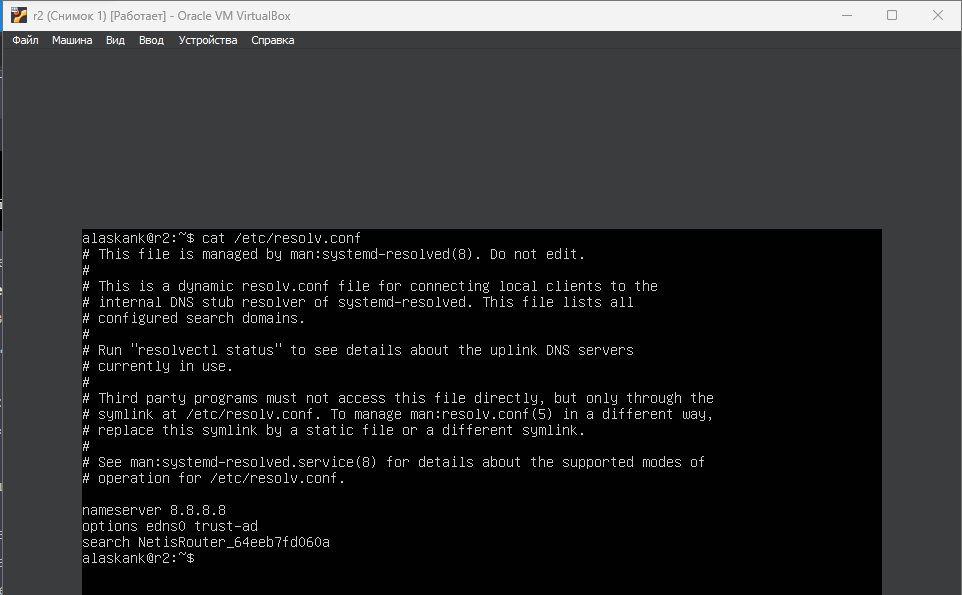 r2 (Снимок 1) [Работает] - Oracle VM VirtualBox
Файл Машина Вид Ввод Устройства Справка
alaskank@r2:~$ cat /etc/resolv.conf
# This file is managed by man:systemd-resolved(8). Do not edit.
#
# This is a dynamic resolv.conf file for connecting local clients to the
# internal DNS stub resolver of systemd-resolved. This file lists all
# configured search domains.
#
# Run "resolvectl status" to see details about the uplink DNS servers
# currently in use.
#
# Third party programs must not access this file directly, but only through the
# symlink at /etc/resolv.conf. To manage man:resolv.conf(5) in a different way,
# replace this symlink by a static file or a different symlink.
#
# See man:systemd-resolved.service(8) for details about the supported modes of
# operation for /etc/resolv.conf.
nameserver 8.8.8.8
options edns0 trust-ad
search NetisRouter_64eeb7fd060a
alaskank@r2:~$